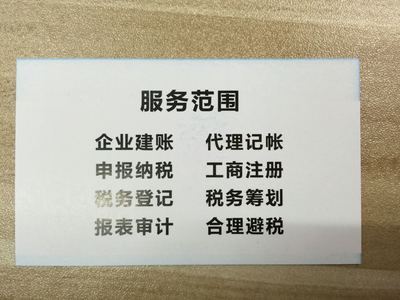 服务范围
企业建账 代理记帐
申报纳税 工商注册
税务登记 税务筹划
报表审计 合理避税